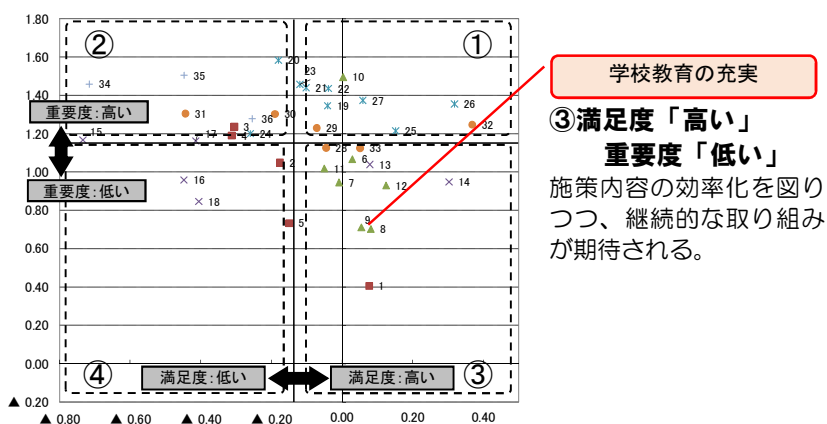 1.80
1.60
1.40
1.20
1.00
0.80
0.60
0.40
0.20
0.00
▲ 0.20
▲ 0.80 ▲ 0.60 ▲ 0.40 ▲ 0.20 0.00 0.20 0.40
② ①
④ ③
重要度:高い
重要度:低い
満足度:低い 満足度:高い
20 23 10
34 35 21 22 27 26
19
31 30 36 29 25 32
3 24 4 17 15
28 33 6 13
2 11 7 12 14
16 18
5 9 8
1
学校教育の充実
③満足度「高い」
重要度「低い」
施策内容の効率化を図り
つつ、継続的な取り組み
が期待される。